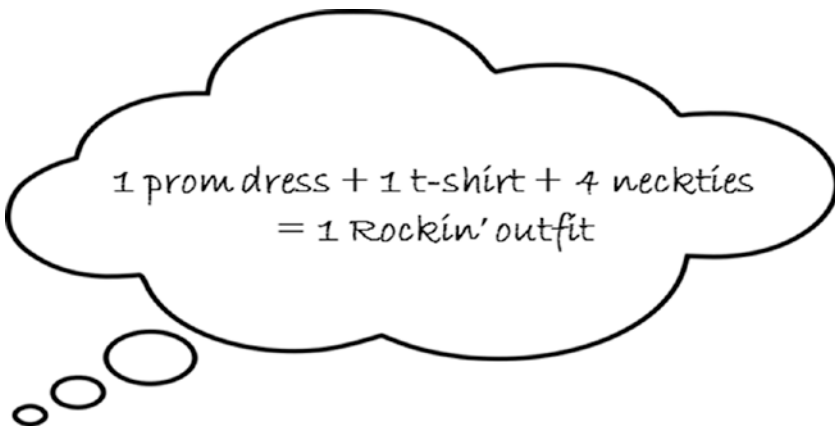 1 prom dress + 1 t-shirt + 4 neckties
= 1 Rockin' outfit